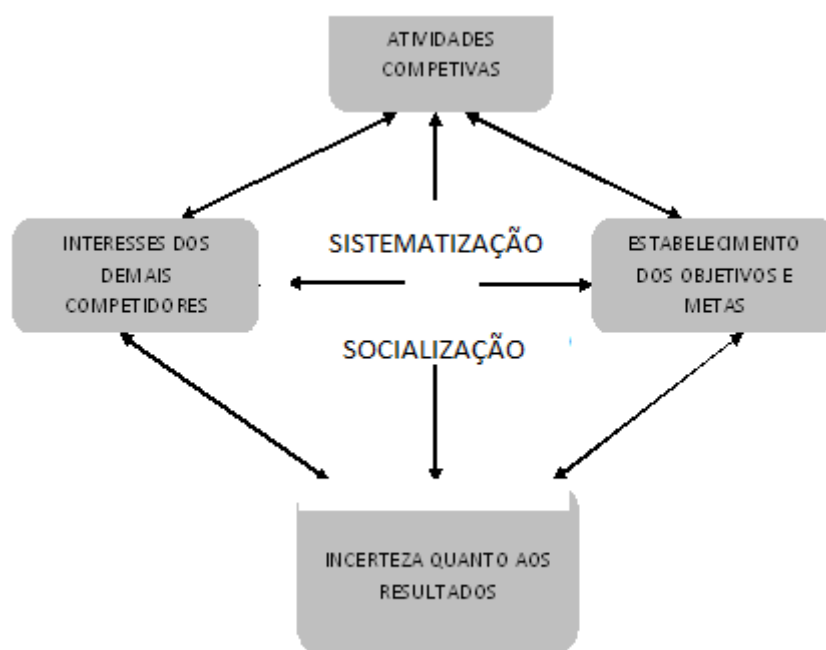 ATIVIDADES
COMPETIVAS
INTERESSES DOS
DEMAIS
COMPETIDORES
SISTEMATIZAÇÃO
ESTABELECIMENTO
DOS OBJETIVOS E
METAS
SOCIALIZAÇÃO
INCERTEZA QUANTO AOS
RESULTADOS